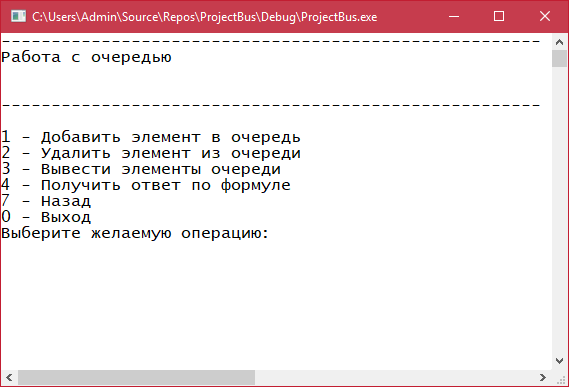 C:\Users\Admin\Source\Repos\ProjectBus\Debug\ProjectBus.exe
------------------------------------------------------
Работа с очередью
------------------------------------------------------
1 - Добавить элемент в очередь
2 - Удалить элемент из очереди
3 - Вывести элементы очереди
4 - Получить ответ по формуле
7 - Назад
0 - Выход
Выберите желаемую операцию: